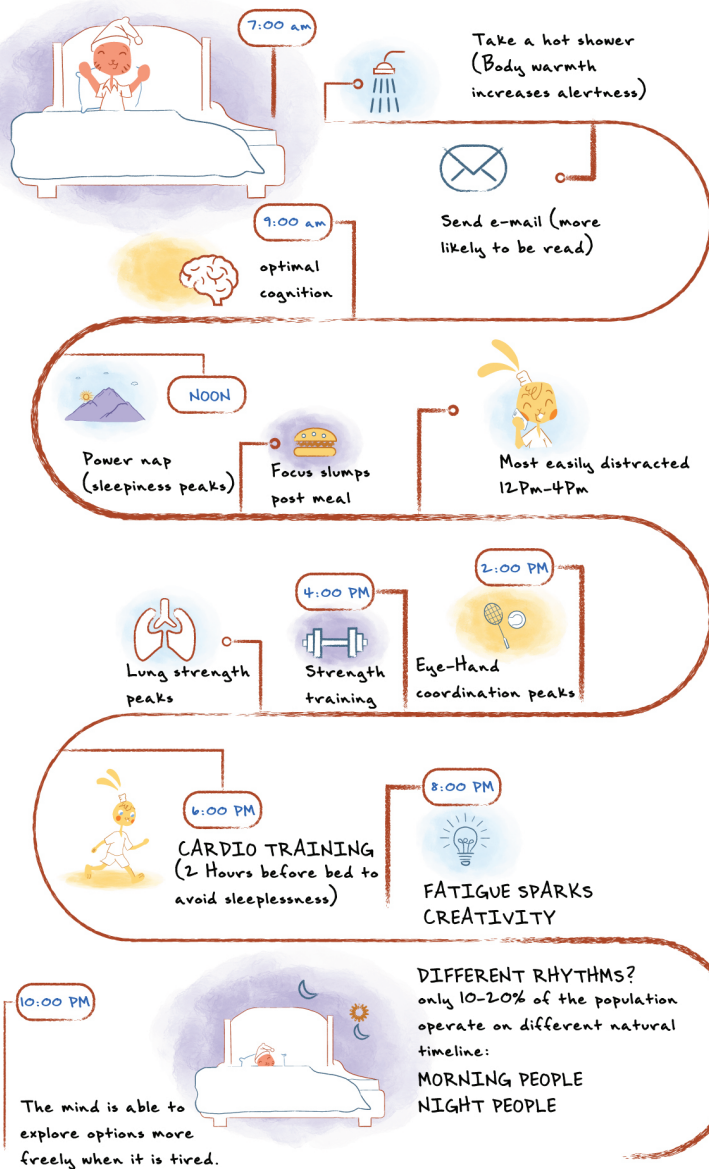 7:00 am
Take a hot shower
(Body warmth
increases alertness)
Send e-mail (more
likely to be read)
9:00 am
optimal
cognition
NOON
Power nap
(sleepiness peaks)
Focus slumps
post meal
Most easily distracted
12Pm-4Pm
2:00 PM
Eye-Hand
coordination peaks
4:00 PM
Strength
training
Lung strength
peaks
6:00 PM
CARDIO TRAINING
(2 Hours before bed to
avoid sleeplessness)
8:00 PM
FATIGUE SPARKS
CREATIVITY
10:00 PM
The mind is able to
explore options more
freely when it is tired.
DIFFERENT RHYTHMS?
only 10-20% of the population
operate on different natural
timeline:
MORNING PEOPLE
NIGHT PEOPLE